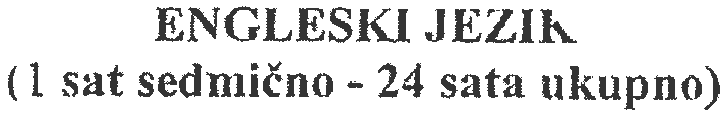 ENGLESKI JEZIK
(1 sat sedmično - 24 sata ukupno)